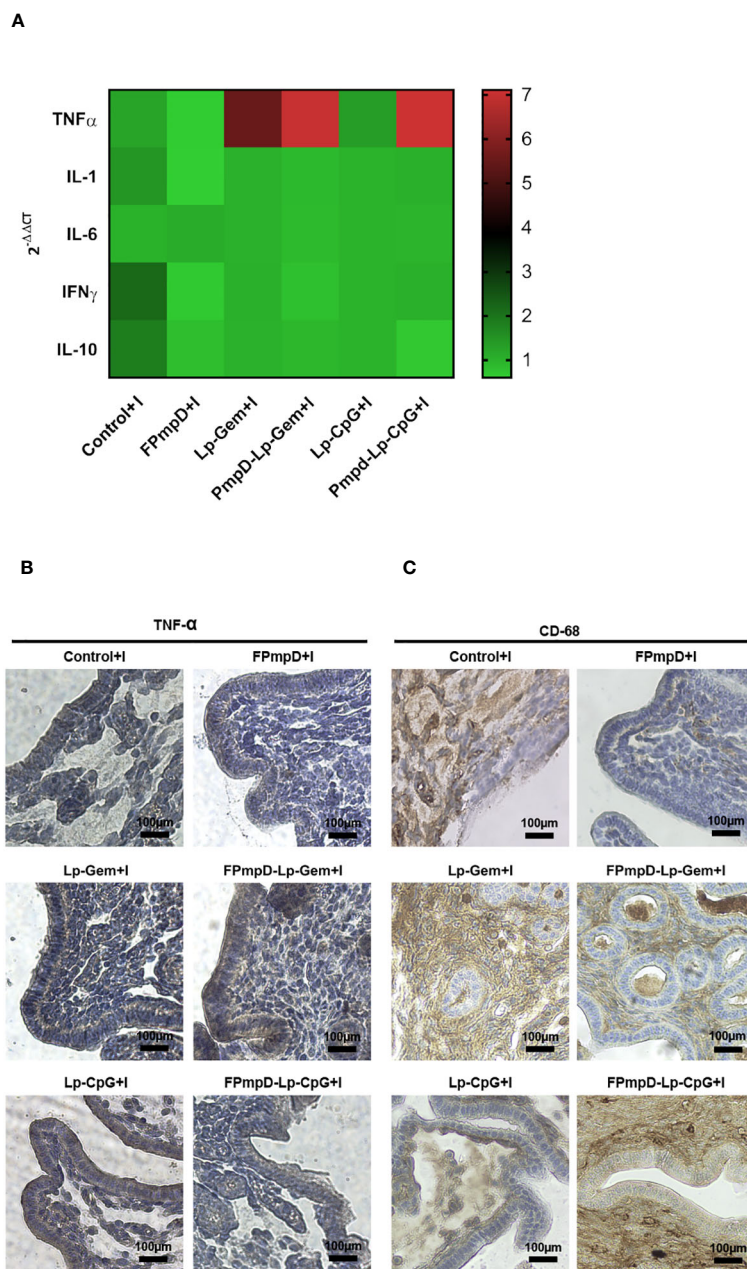 A
TNFα
IL-1
IL-6
IFNγ
IL-10
2^-ΔΔCT
7
6
5
4
3
2
1
Control+I
FPmpD+I
Lp-Gem+I
PmpD-Lp-Gem+I
Lp-CpG+I
Pmpd-Lp-CpG+I
B
C
TNF-α
CD-68
Control+I
FPmpD+I
Control+I
FPmpD+I
100μm
100μm
100μm
100μm
Lp-Gem+I
FPmpD-Lp-Gem+I
Lp-Gem+I
FPmpD-Lp-Gem+I
100μm
100μm
100μm
100μm
Lp-CpG+I
FPmpD-Lp-CpG+I
Lp-CpG+I
FPmpD-Lp-CpG+I
100μm
100μm
100μm
100μm